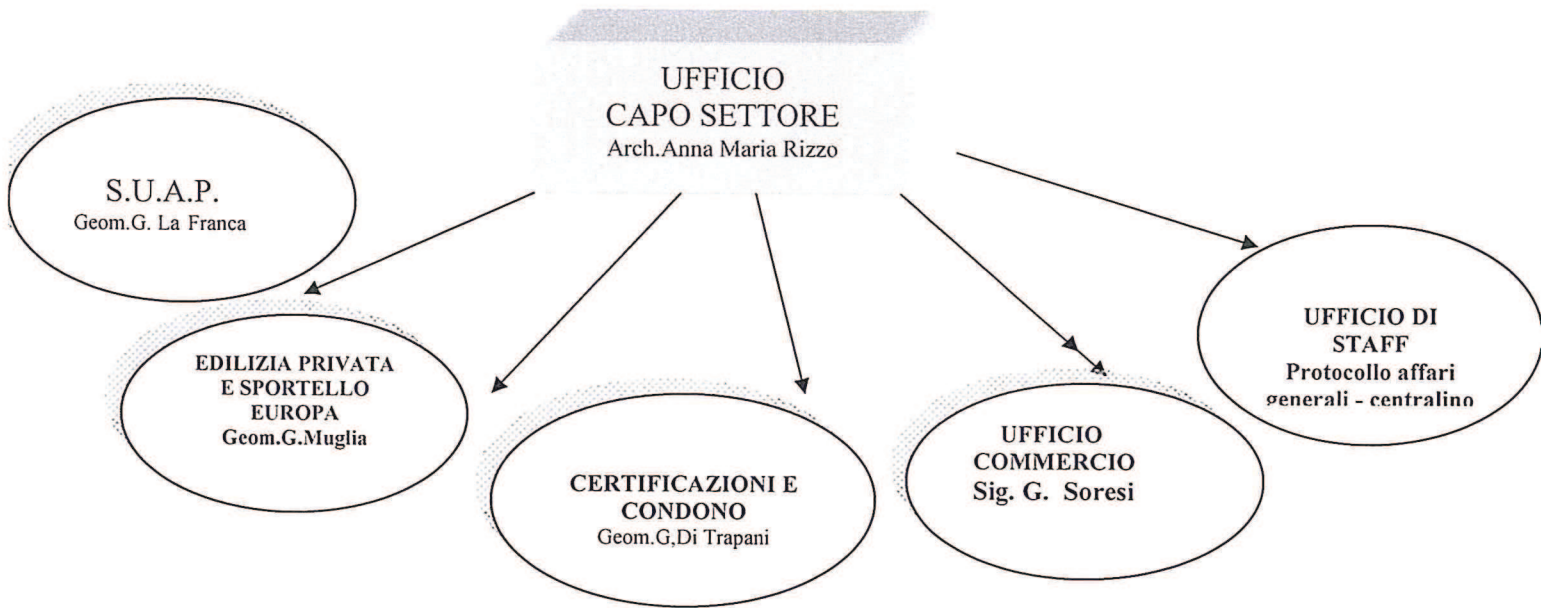 UFFICIO
CAPO SETTORE
Arch.Anna Maria Rizzo
S.U.A.P.
Geom.G. La Franca
EDILIZIA PRIVATA
E SPORTELLO
EUROPA
Geom.G.Muglia
CERTIFICAZIONI E
CONDONO
Geom.G,Di Trapani
UFFICIO
COMMERCIO
Sig. G. Soresi
UFFICIO DI
STAFF
Protocollo affari
generali - centralino